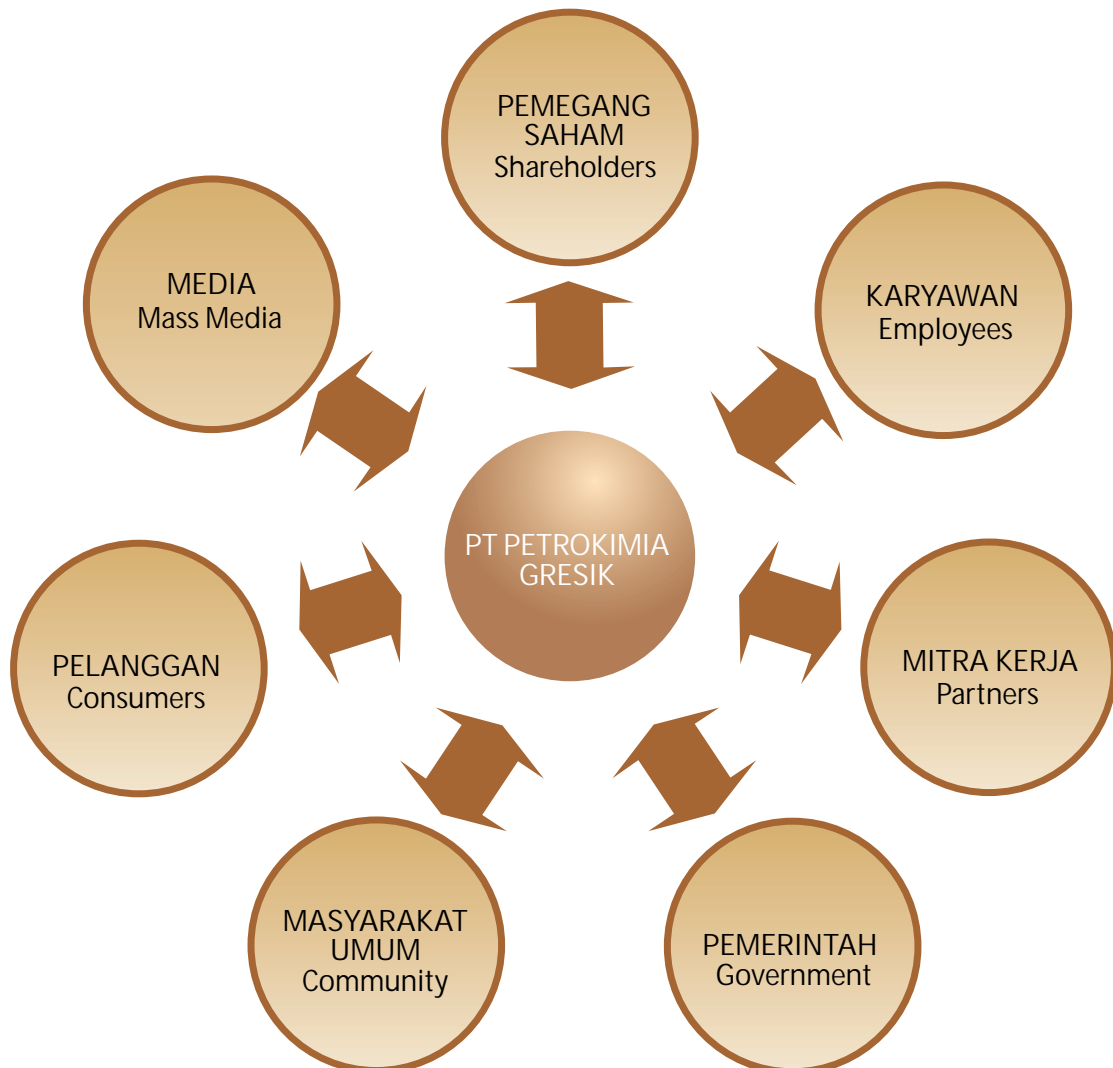 PEMEGANG
SAHAM
Shareholders
MEDIA
Mass Media
KARYAWAN
Employees
PT PETROKIMIA
GRESIK
PELANGGAN
Consumers
MITRA KERJA
Partners
MASYARAKAT
UMUM
Community
PEMERINTAH
Government